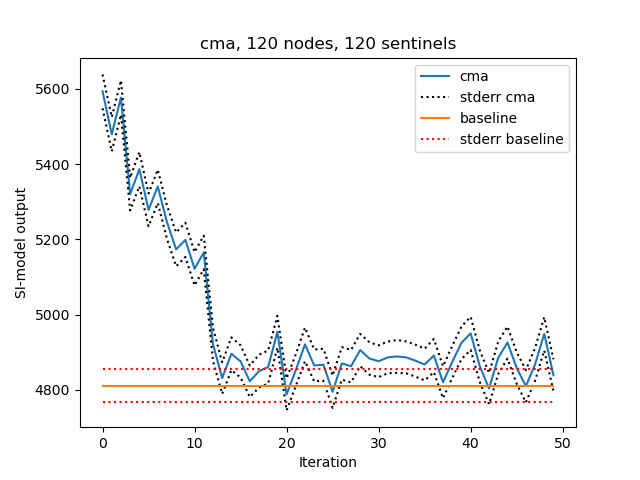 cma, 120 nodes, 120 sentinels
cma
stderr cma
baseline
stderr baseline
SI-model output
5600
5400
5200
5000
4800
0 10 20 30 40 50
Iteration